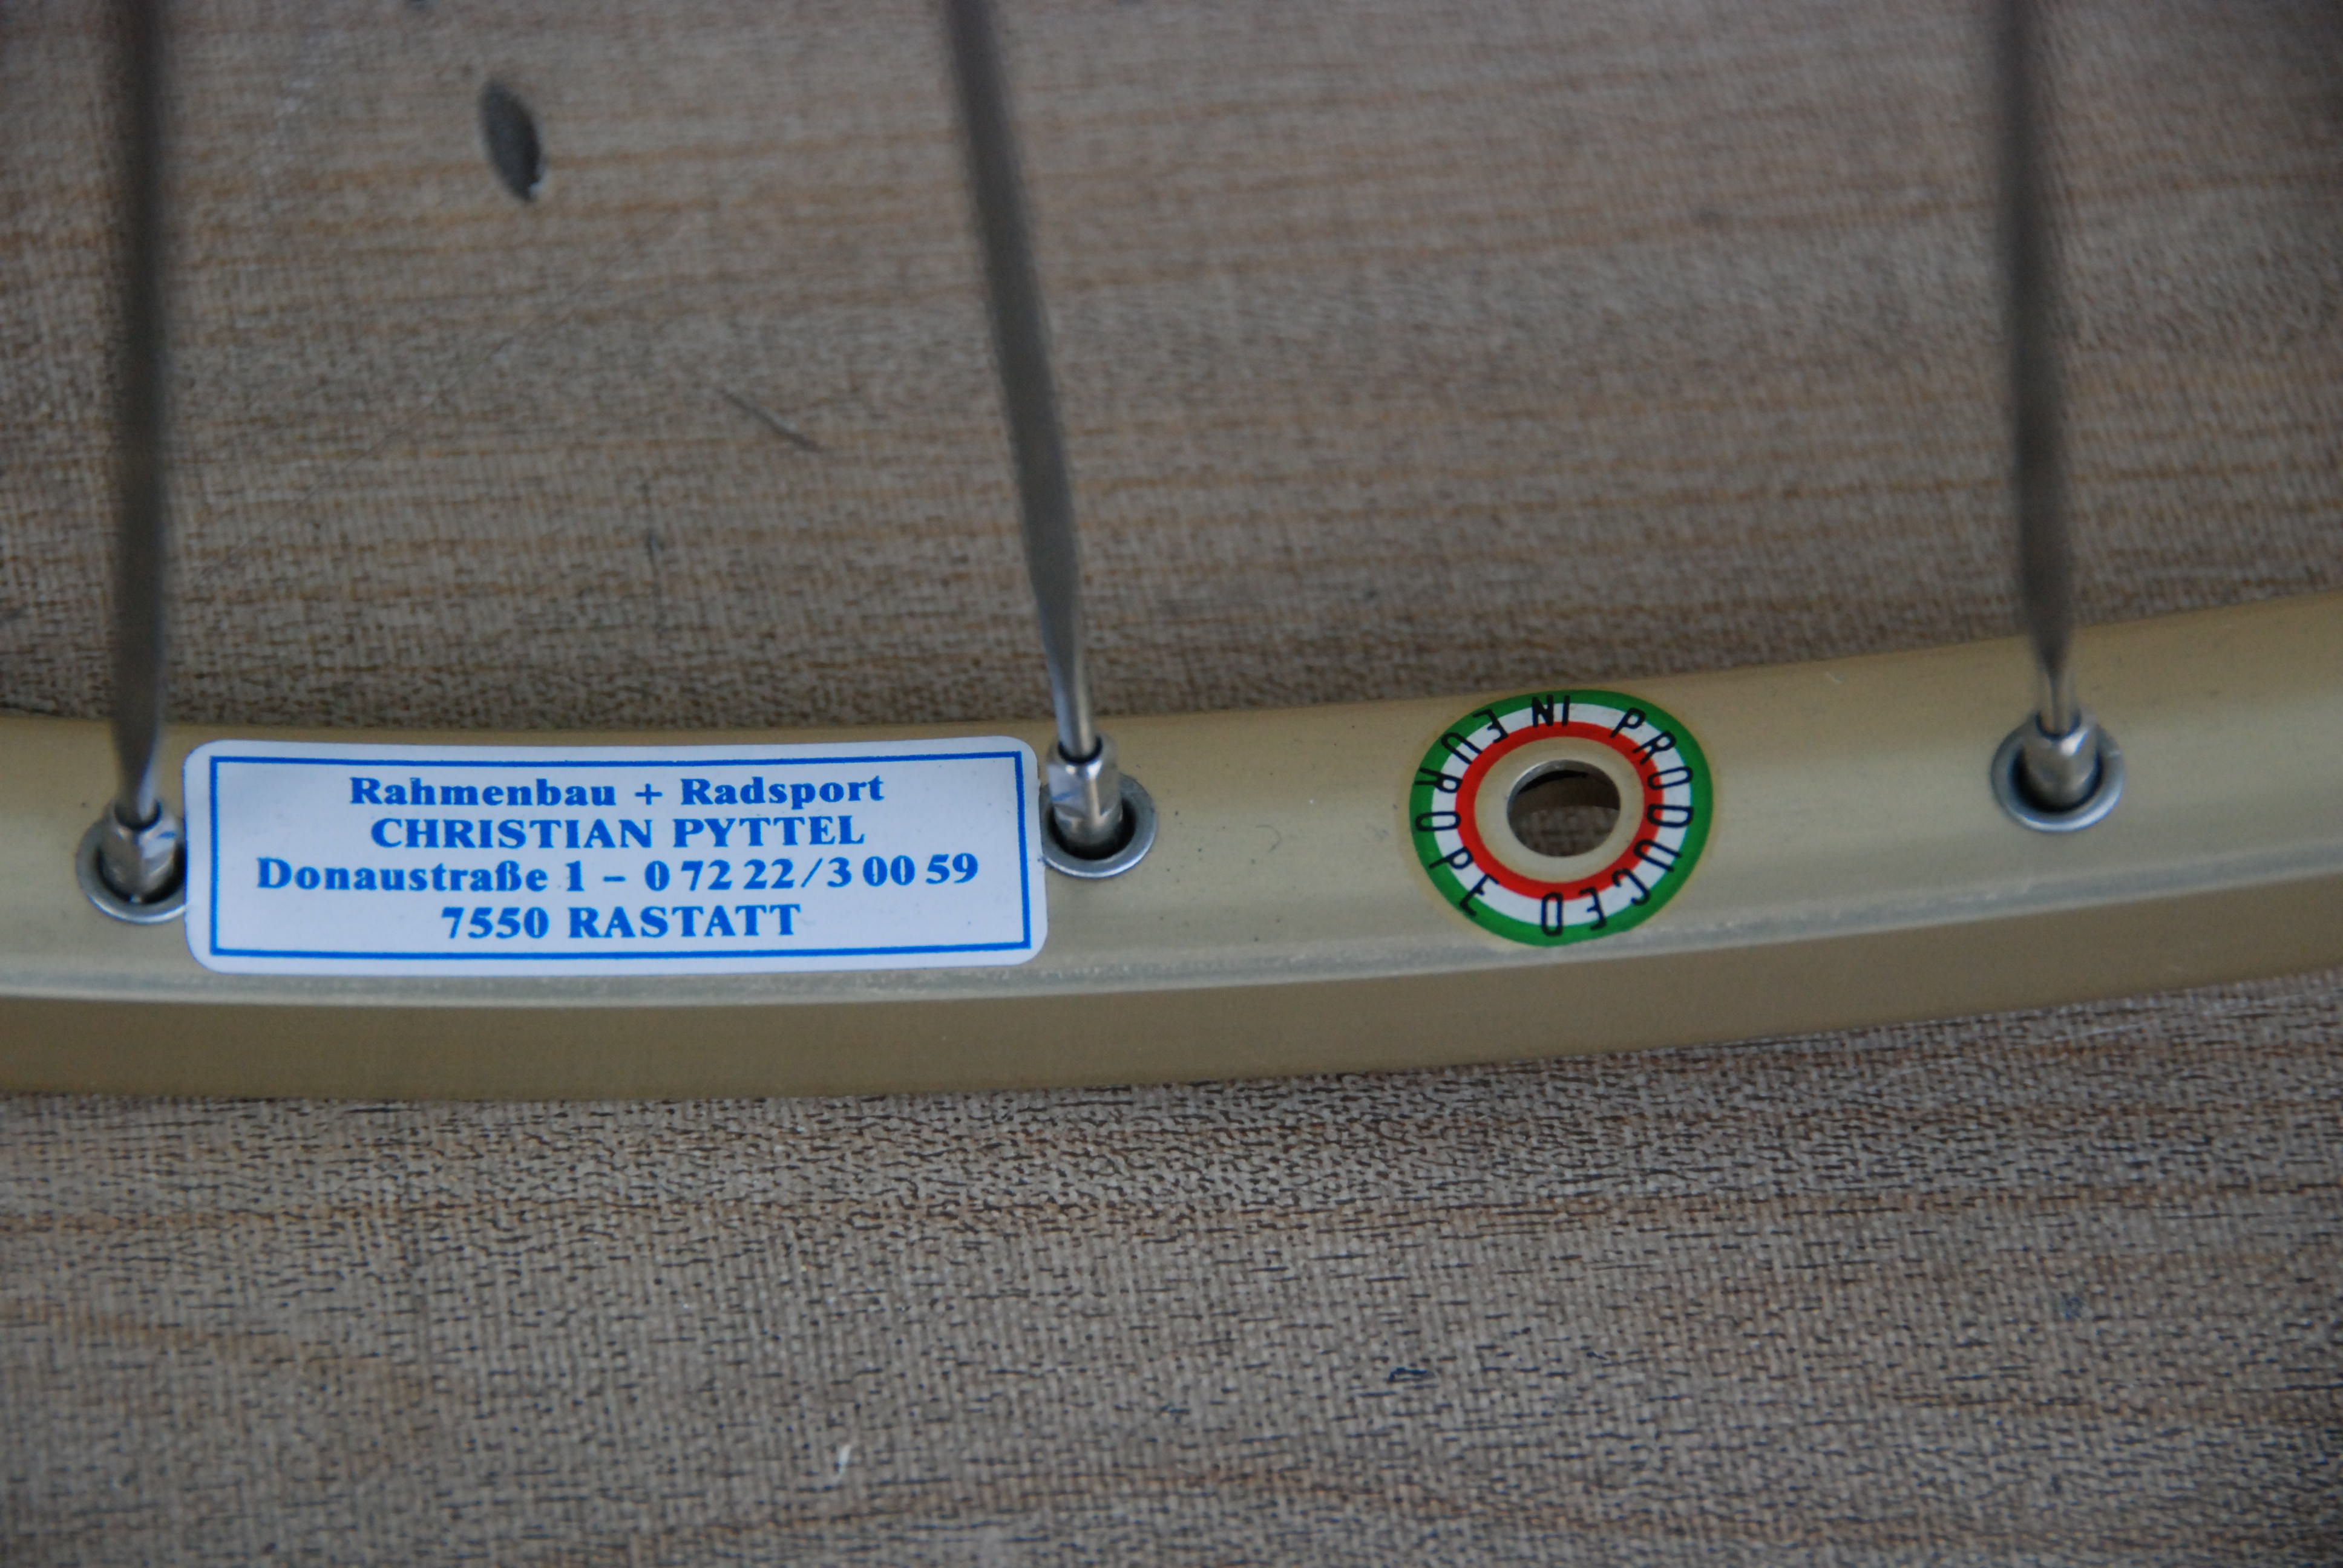 Rahmenbau + Radsport
CHRISTIAN PYTTEL
Donaustraße 1 – 0 72 22/3 00 59
7550 RASTATT
PRODUCED IN EUROPE